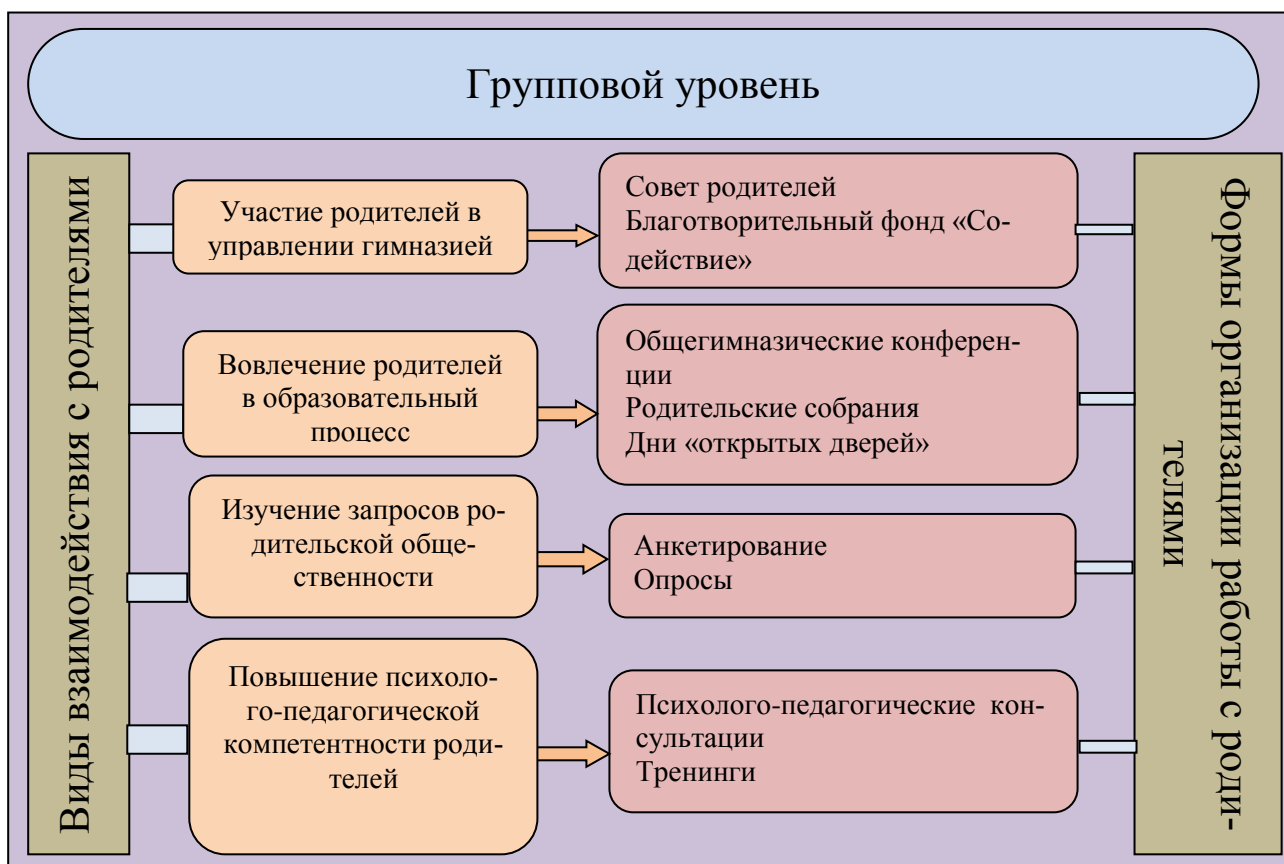 Групповой уровень
Виды взаимодействия с родителями
Участие родителей в
управлении гимназией
Совет родителей
Благотворительный фонд «Со-
действие»
Вовлечение родителей
в образовательный
процесс
Общегимназические конферен-
ции
Родительские собрания
Дни «открытых дверей»
Изучение запросов ро-
дительской обще-
ственности
Анкетирование
Опросы
Повышение психоло-
го-педагогической
компетентности роди-
телей
Психолого-педагогические кон-
сультации
Тренинги
Формы организации работы с роди-
телями